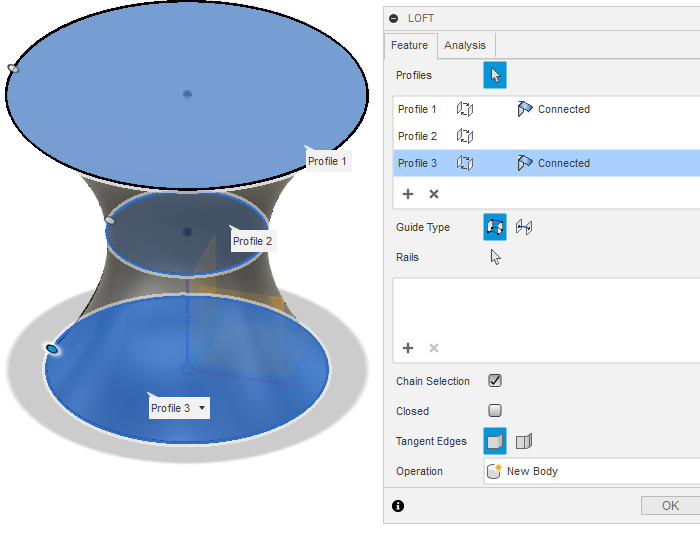 LOFT
Feature Analysis
Profiles
Profile 1 Connected
Profile 2
Profile 3 Connected
Guide Type
Rails
Chain Selection
Closed
Tangent Edges
Operation New Body
OK
Profile 1
Profile 2
Profile 3